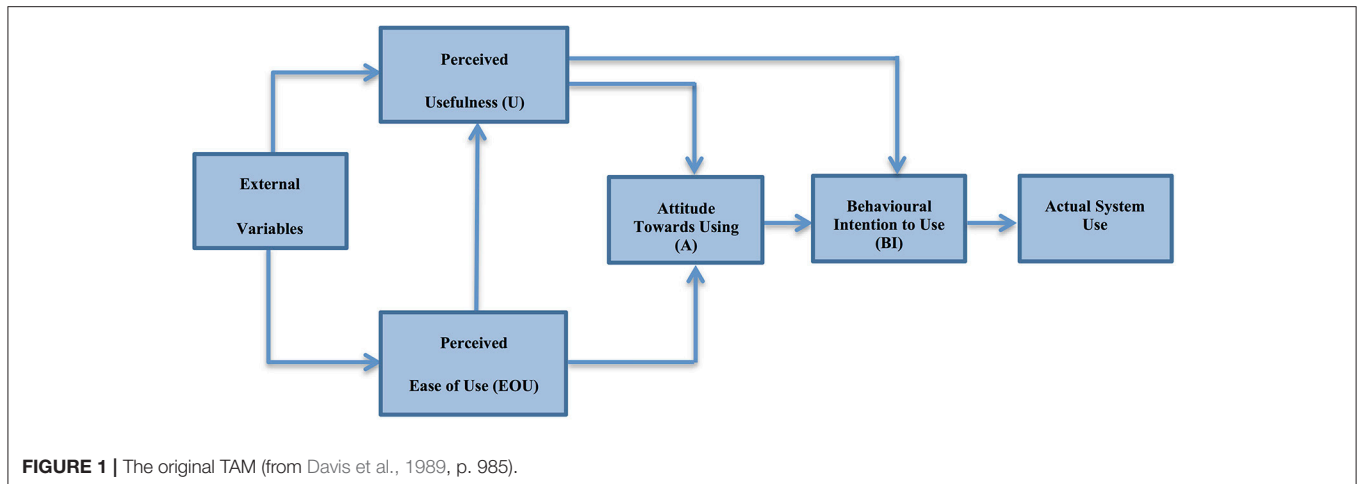 Perceived
Usefulness (U)
External
Variables
Attitude
Towards Using
(A)
Behavioural
Intention to Use
(BI)
Actual System
Use
Perceived
Ease of Use (EOU)
FIGURE 1 | The original TAM (from Davis et al., 1989, p. 985).